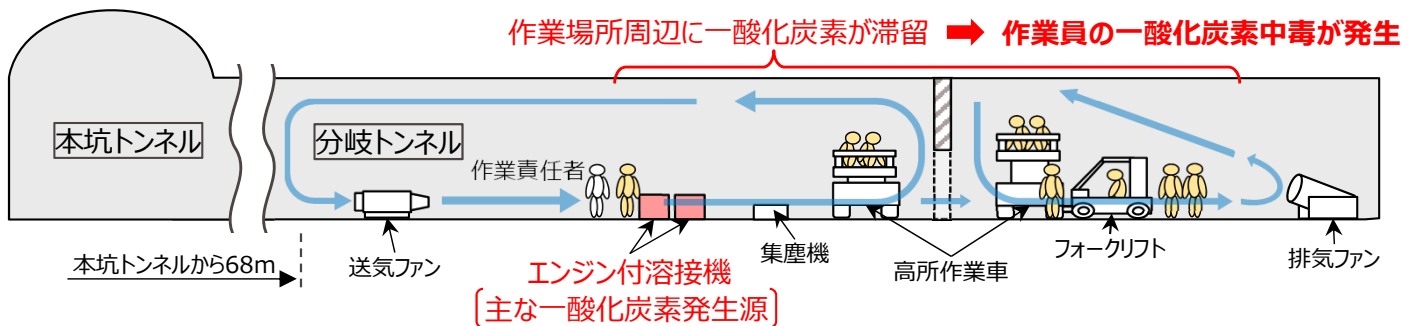 作業場所周辺に一酸化炭素が滞留 ➡ 作業員の一酸化炭素中毒が発生
本坑トンネル
分岐トンネル
作業責任者
本坑トンネルから68m
送気ファン
エンジン付溶接機
主な一酸化炭素発生源
集塵機
高所作業車
フォークリフト
排気ファン